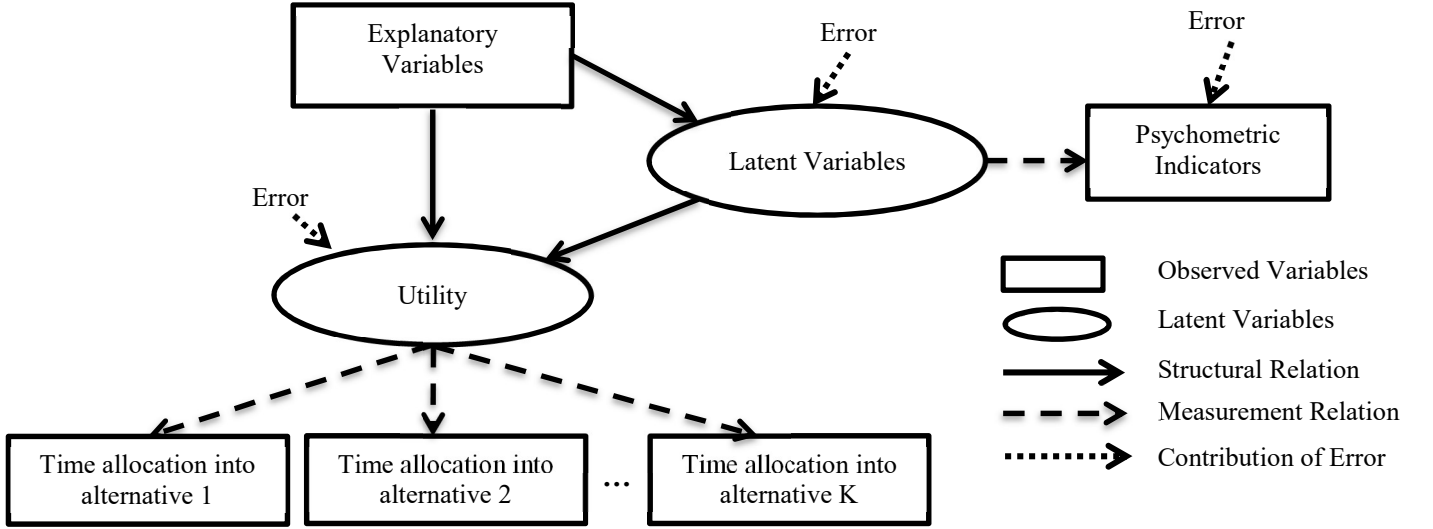 Explanatory
Variables
Error
Error
Latent Variables
Psychometric
Indicators
Error
Utility
Time allocation into
alternative 1
Time allocation into
alternative 2
...
Time allocation into
alternative K
Observed Variables
Latent Variables
Structural Relation
Measurement Relation
Contribution of Error